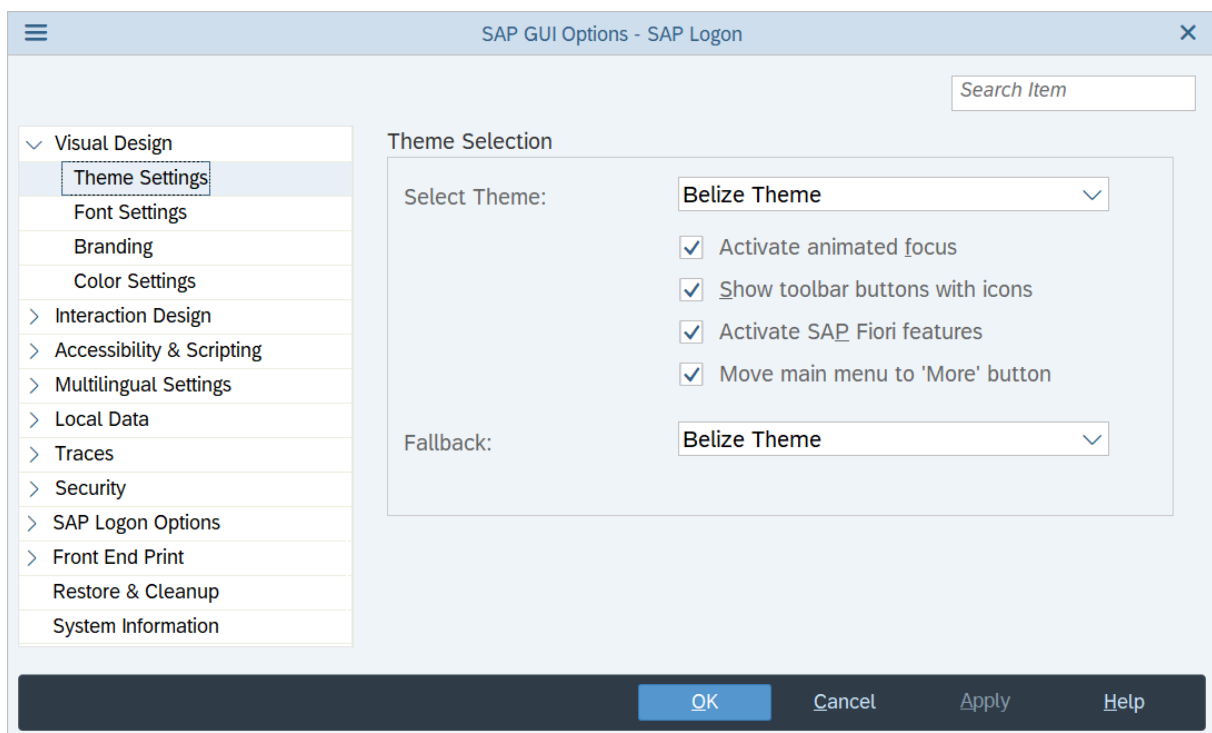 SAP GUI Options - SAP Logon
Search Item
Visual Design
Theme Settings
Font Settings
Branding
Color Settings
Interaction Design
Accessibility & Scripting
Multilingual Settings
Local Data
Traces
Security
SAP Logon Options
Front End Print
Restore & Cleanup
System Information
Theme Selection
Select Theme:
Belize Theme
Activate animated focus
Show toolbar buttons with icons
Activate SAP Fiori features
Move main menu to 'More' button
Fallback:
Belize Theme
OK
Cancel
Apply
Help